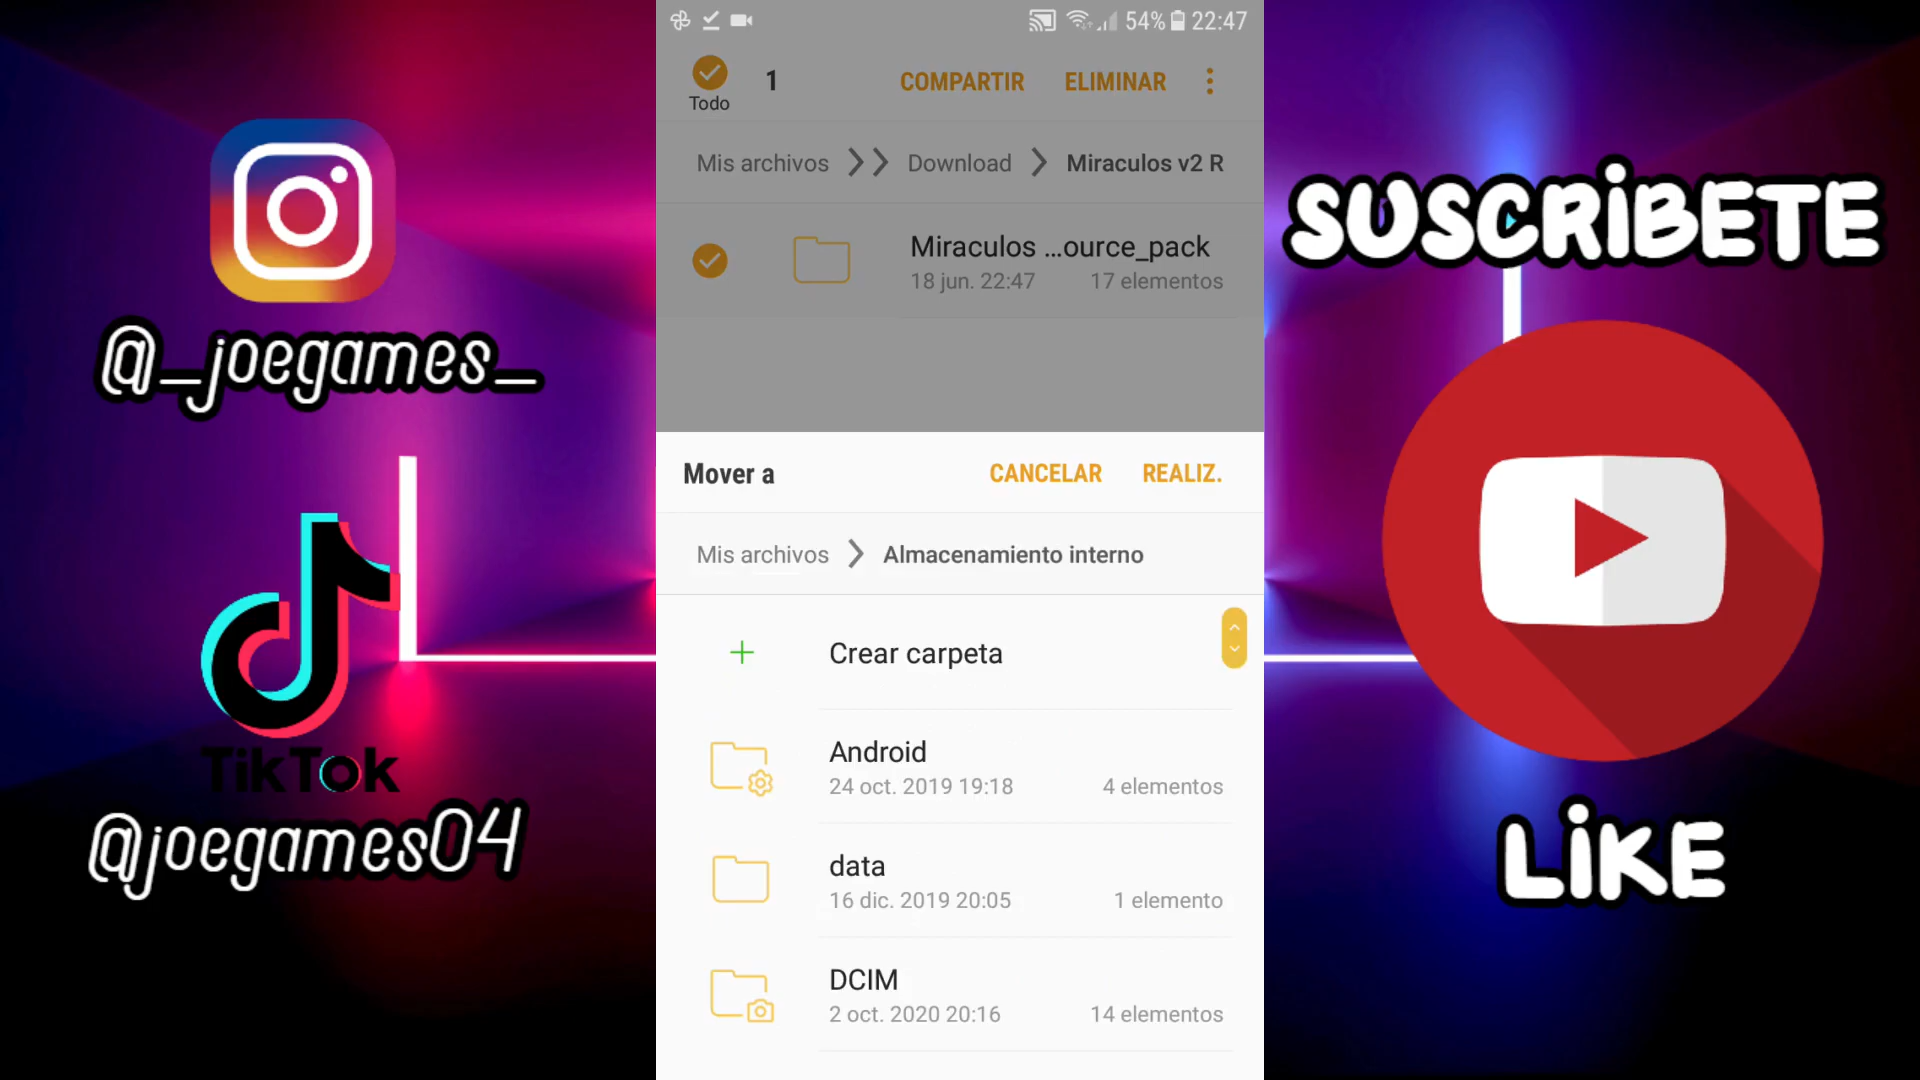 @_joegames_
TikTok
@joegames04
54% 22:47
Todo
1
COMPARTIR
ELIMINAR
Mis archivos
Download
Miraculos v2 R
Miraculos ...ource_pack
18 jun. 22:47
17 elementos
Mover a
CANCELAR
REALIZ.
Mis archivos
Almacenamiento interno
Crear carpeta
Android
24 oct. 2019 19:18
4 elementos
data
16 dic. 2019 20:05
1 elemento
DCIM
2 oct. 2020 20:16
14 elementos
SUSCRiBETE
LiKE